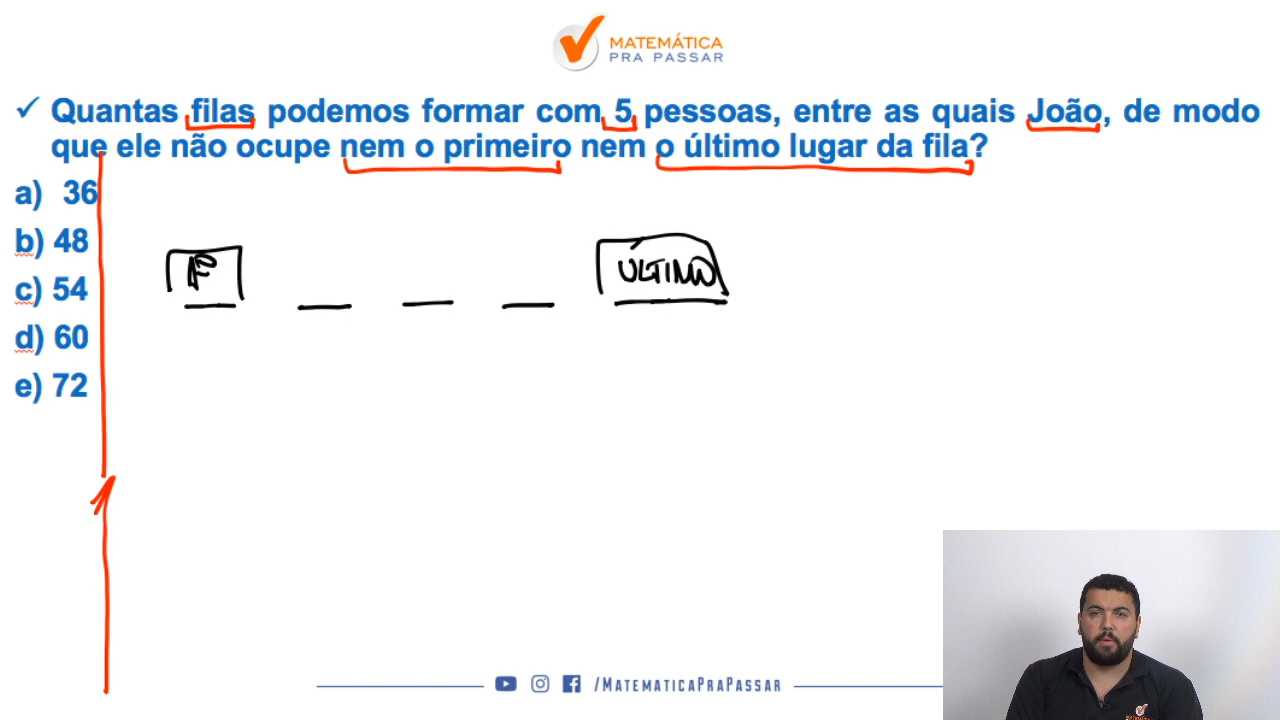 MATEMÁTICA
PRA PASSAR
✓ Quantas filas podemos formar com 5 pessoas, entre as quais João, de modo
que ele não ocupe nem o primeiro nem o último lugar da fila?
a) 36
b) 48
c) 54
d) 60
e) 72
1º
ÚLTIMO
/MATEMATICAPRAPASSAR